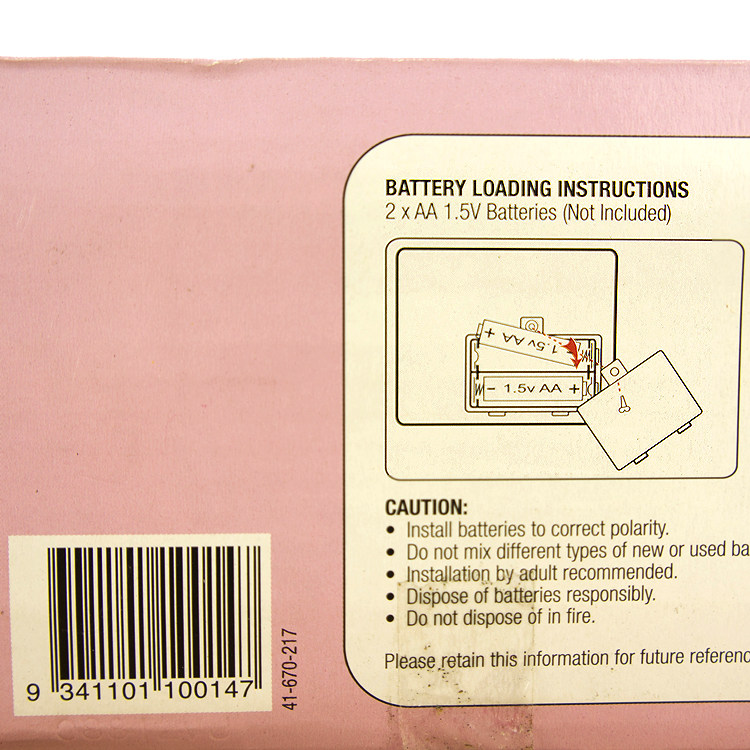 BATTERY LOADING INSTRUCTIONS
2 x AA 1.5V Batteries (Not Included)
+ 1.5v AA
− 1.5v AA +
CAUTION:
• Install batteries to correct polarity.
• Do not mix different types of new or used ba
• Installation by adult recommended.
• Dispose of batteries responsibly.
• Do not dispose of in fire.
Please retain this information for future referenc
9 341101 100147
41-670-217